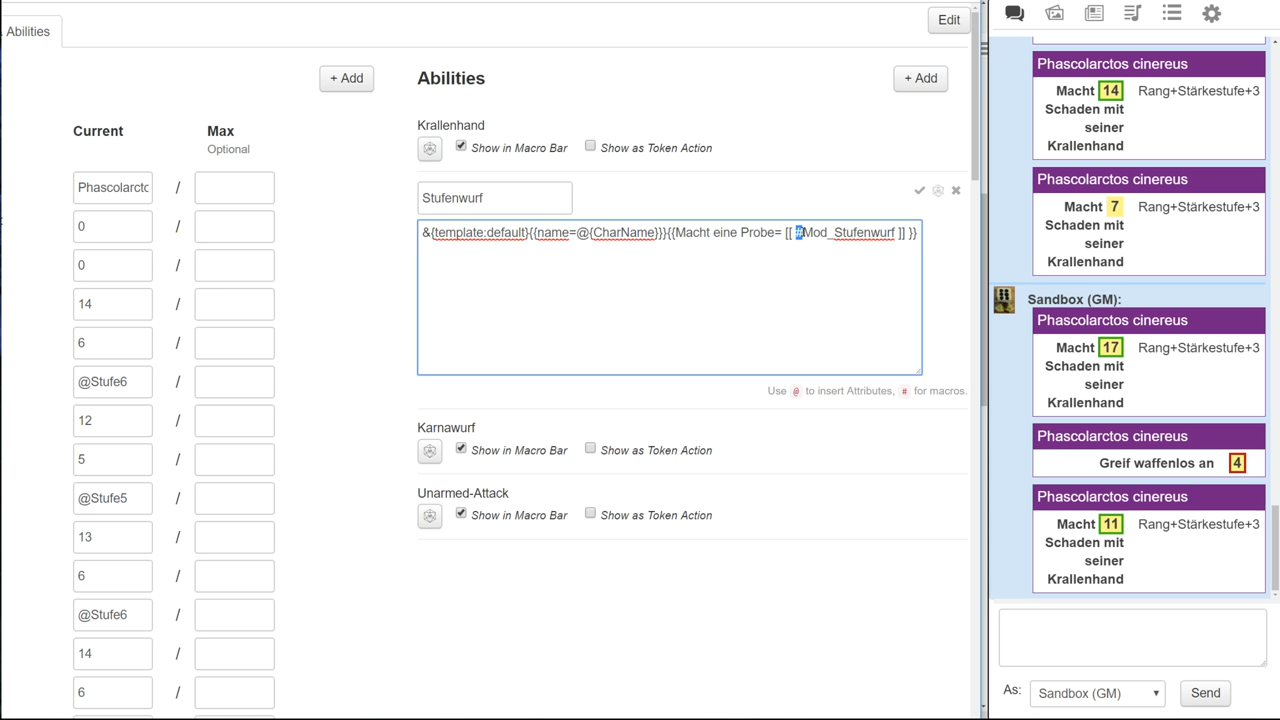 Abilities
Edit
+ Add
Abilities
+ Add
Current
Max
Optional
Phascolarctc /
0 /
0 /
14 /
6 /
@Stufe6 /
12 /
5 /
@Stufe5 /
13 /
6 /
@Stufe6 /
14 /
6 /
Krallenhand
Show in Macro Bar
Show as Token Action
Stufenwurf
&{template:default}{{name=@{CharName}}}{{Macht eine Probe= [[ #Mod_Stufenwurf ]] }}
Use @ to insert Attributes, # for macros.
Karnawurf
Show in Macro Bar
Show as Token Action
Unarmed-Attack
Show in Macro Bar
Show as Token Action
Phascolarctos cinereus
Macht 14 Rang+Stärkestufe+3
Schaden mit
seiner
Krallenhand
Phascolarctos cinereus
Macht 7 Rang+Stärkestufe+3
Schaden mit
seiner
Krallenhand
Sandbox (GM):
Phascolarctos cinereus
Macht 17 Rang+Stärkestufe+3
Schaden mit
seiner
Krallenhand
Phascolarctos cinereus
Greif waffenlos an 4
Phascolarctos cinereus
Macht 11 Rang+Stärkestufe+3
Schaden mit
seiner
Krallenhand
As: Sandbox (GM) Send